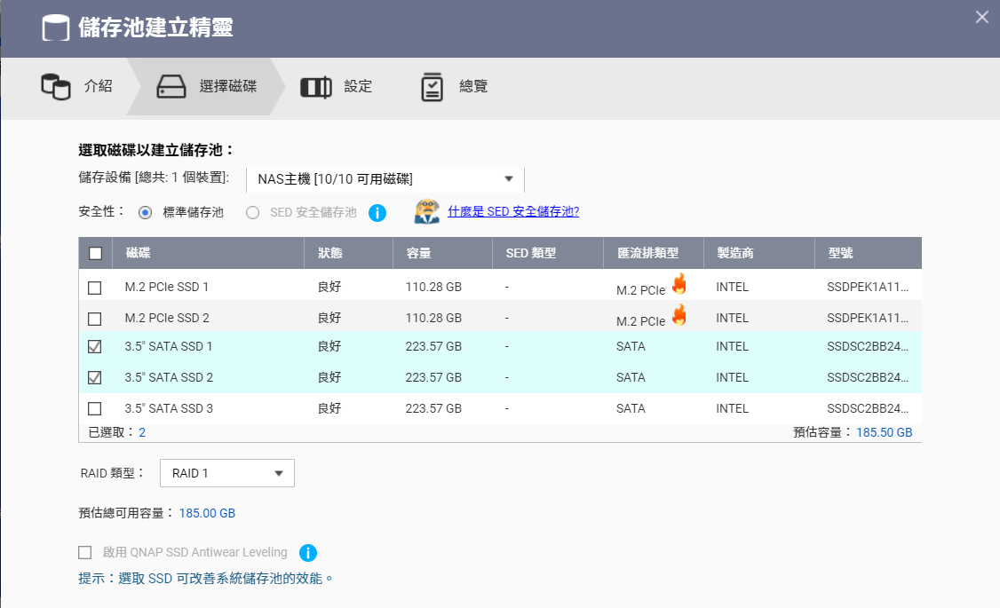 儲存池建立精靈
介紹 選擇磁碟 設定 總覽
選取磁碟以建立儲存池：
儲存設備 [總共: 1 個裝置]: NAS主機 [10/10 可用磁碟]
安全性： 標準儲存池 SED 安全儲存池 什麼是 SED 安全儲存池?
磁碟 狀態 容量 SED 類型 匯流排類型 製造商 型號
M.2 PCIe SSD 1 良好 110.28 GB - M.2 PCIe INTEL SSDPEK1A11...
M.2 PCIe SSD 2 良好 110.28 GB - M.2 PCIe INTEL SSDPEK1A11...
3.5" SATA SSD 1 良好 223.57 GB - SATA INTEL SSDSC2BB24...
3.5" SATA SSD 2 良好 223.57 GB - SATA INTEL SSDSC2BB24...
3.5" SATA SSD 3 良好 223.57 GB - SATA INTEL SSDSC2BB24...
已選取： 2 預估容量： 185.50 GB
RAID 類型： RAID 1
預估總可用容量： 185.00 GB
啟用 QNAP SSD Antiwear Leveling
提示：選取 SSD 可改善系統儲存池的效能。